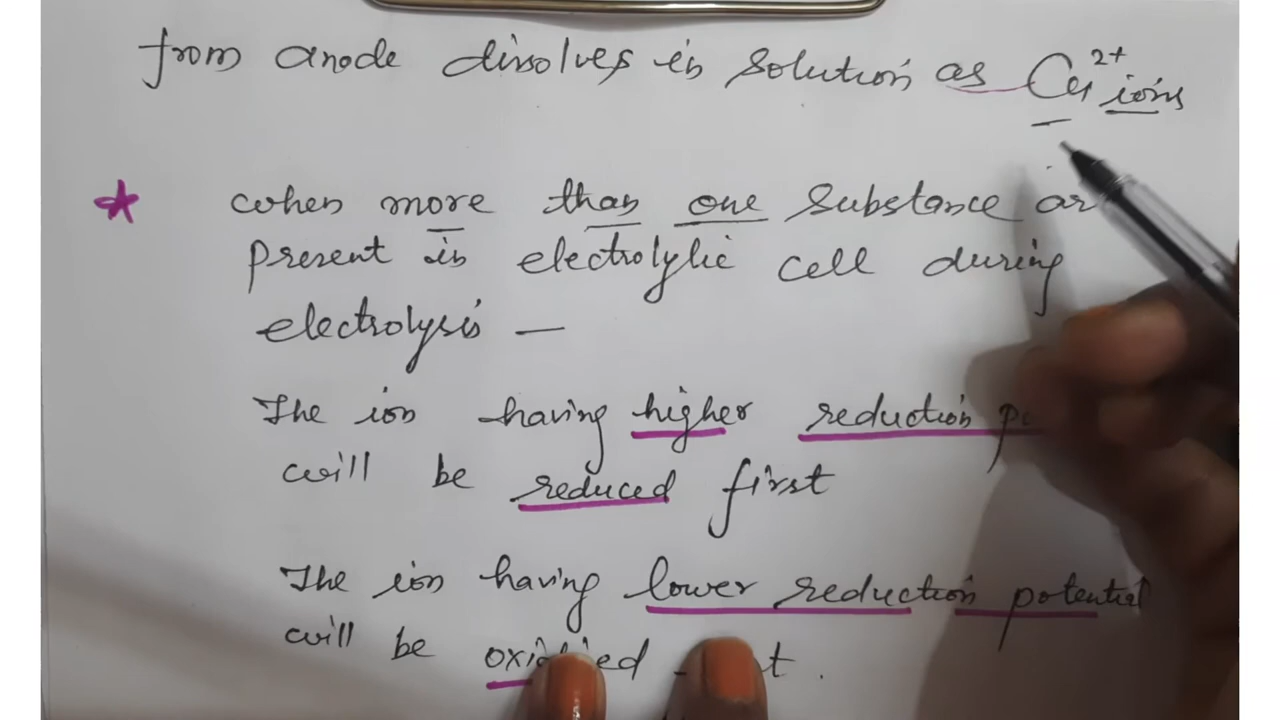 from anode dissolves in solution as Cu²⁺ ions
★ when more than one substance
present in electrolytic cell during
electrolysis —
The ion having higher reduction
will be reduced first
The ion having lower reduction potential
will be